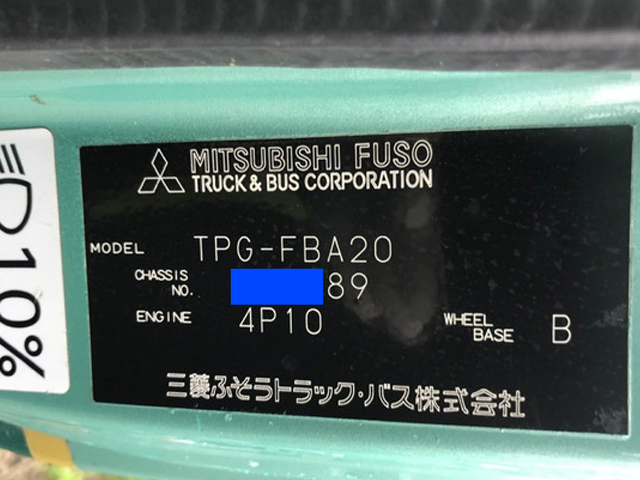 MITSUBISHI FUSO
TRUCK & BUS CORPORATION
MODEL TPG-FBA20
CHASSIS NO. 89
ENGINE 4P10 WHEEL BASE B
三菱ふそうトラック・バス株式会社
10%